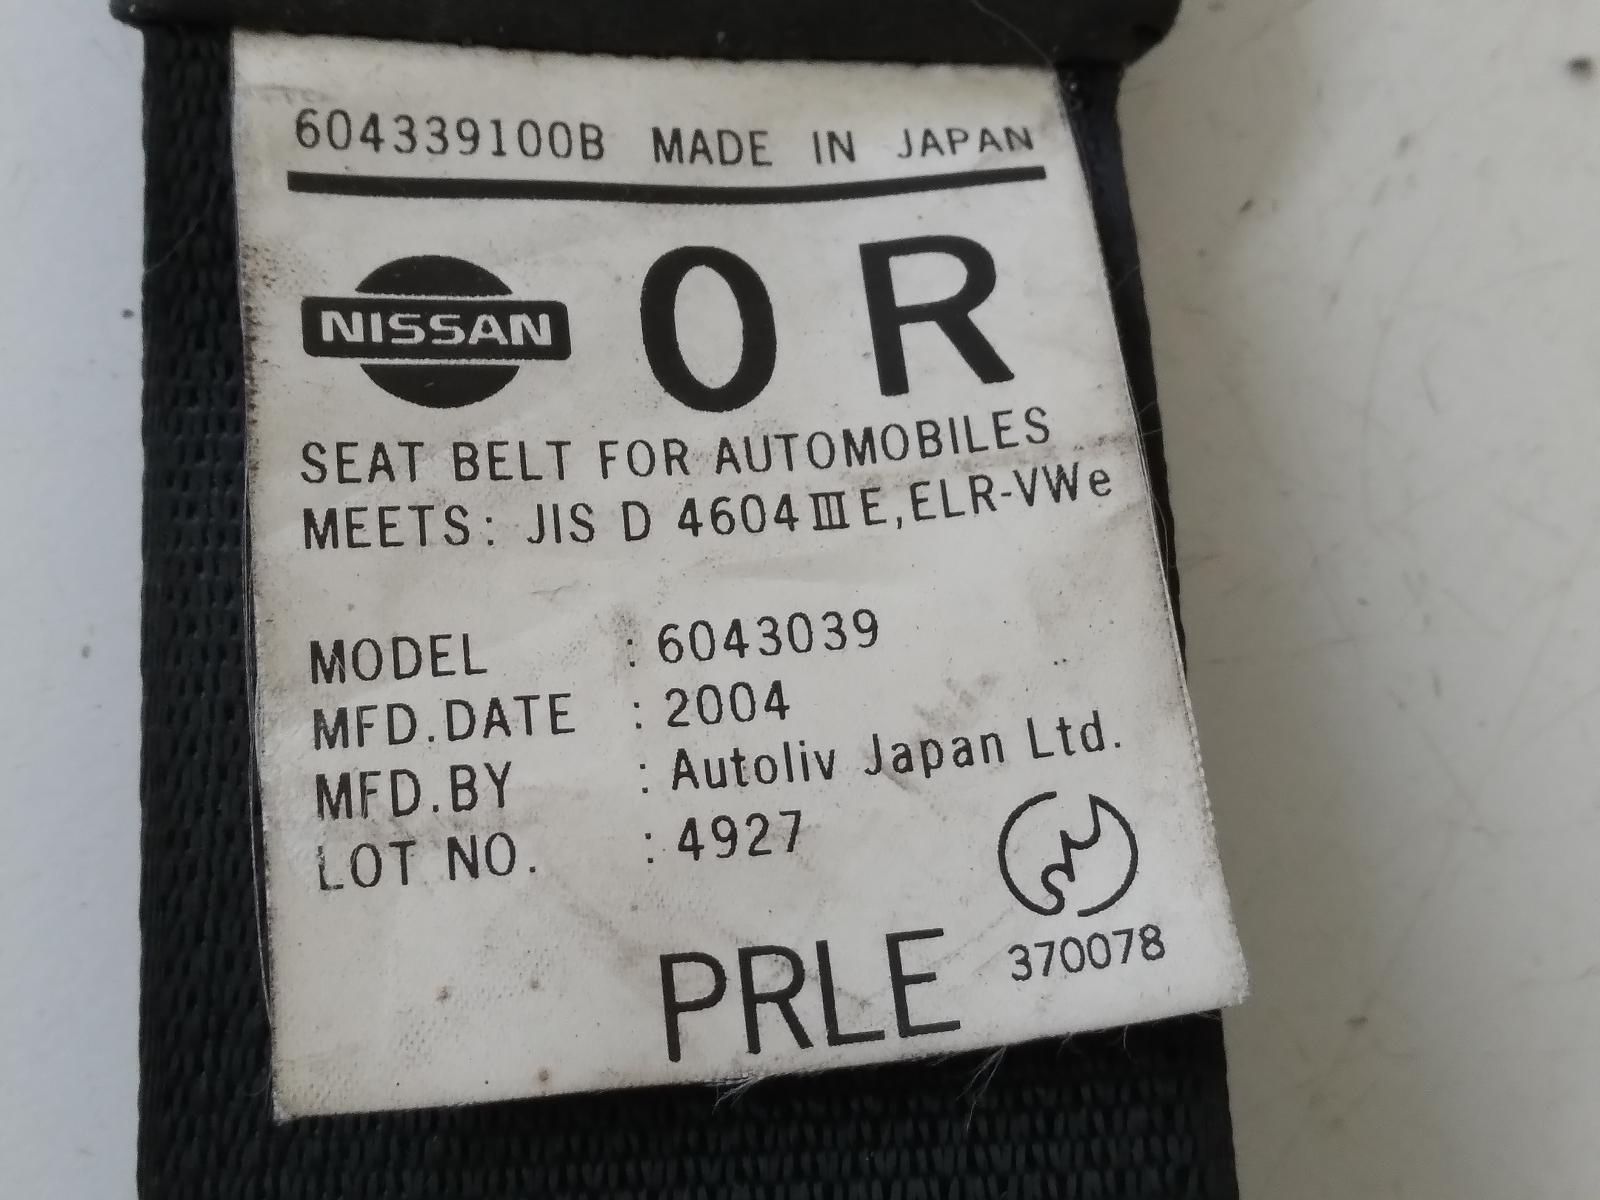 604339100B MADE IN JAPAN
NISSAN O R
SEAT BELT FOR AUTOMOBILES
MEETS: JIS D 4604 III E, ELR-VWe
MODEL : 6043039
MFD.DATE : 2004
MFD.BY : Autoliv Japan Ltd.
LOT NO. : 4927
370078
PRLE